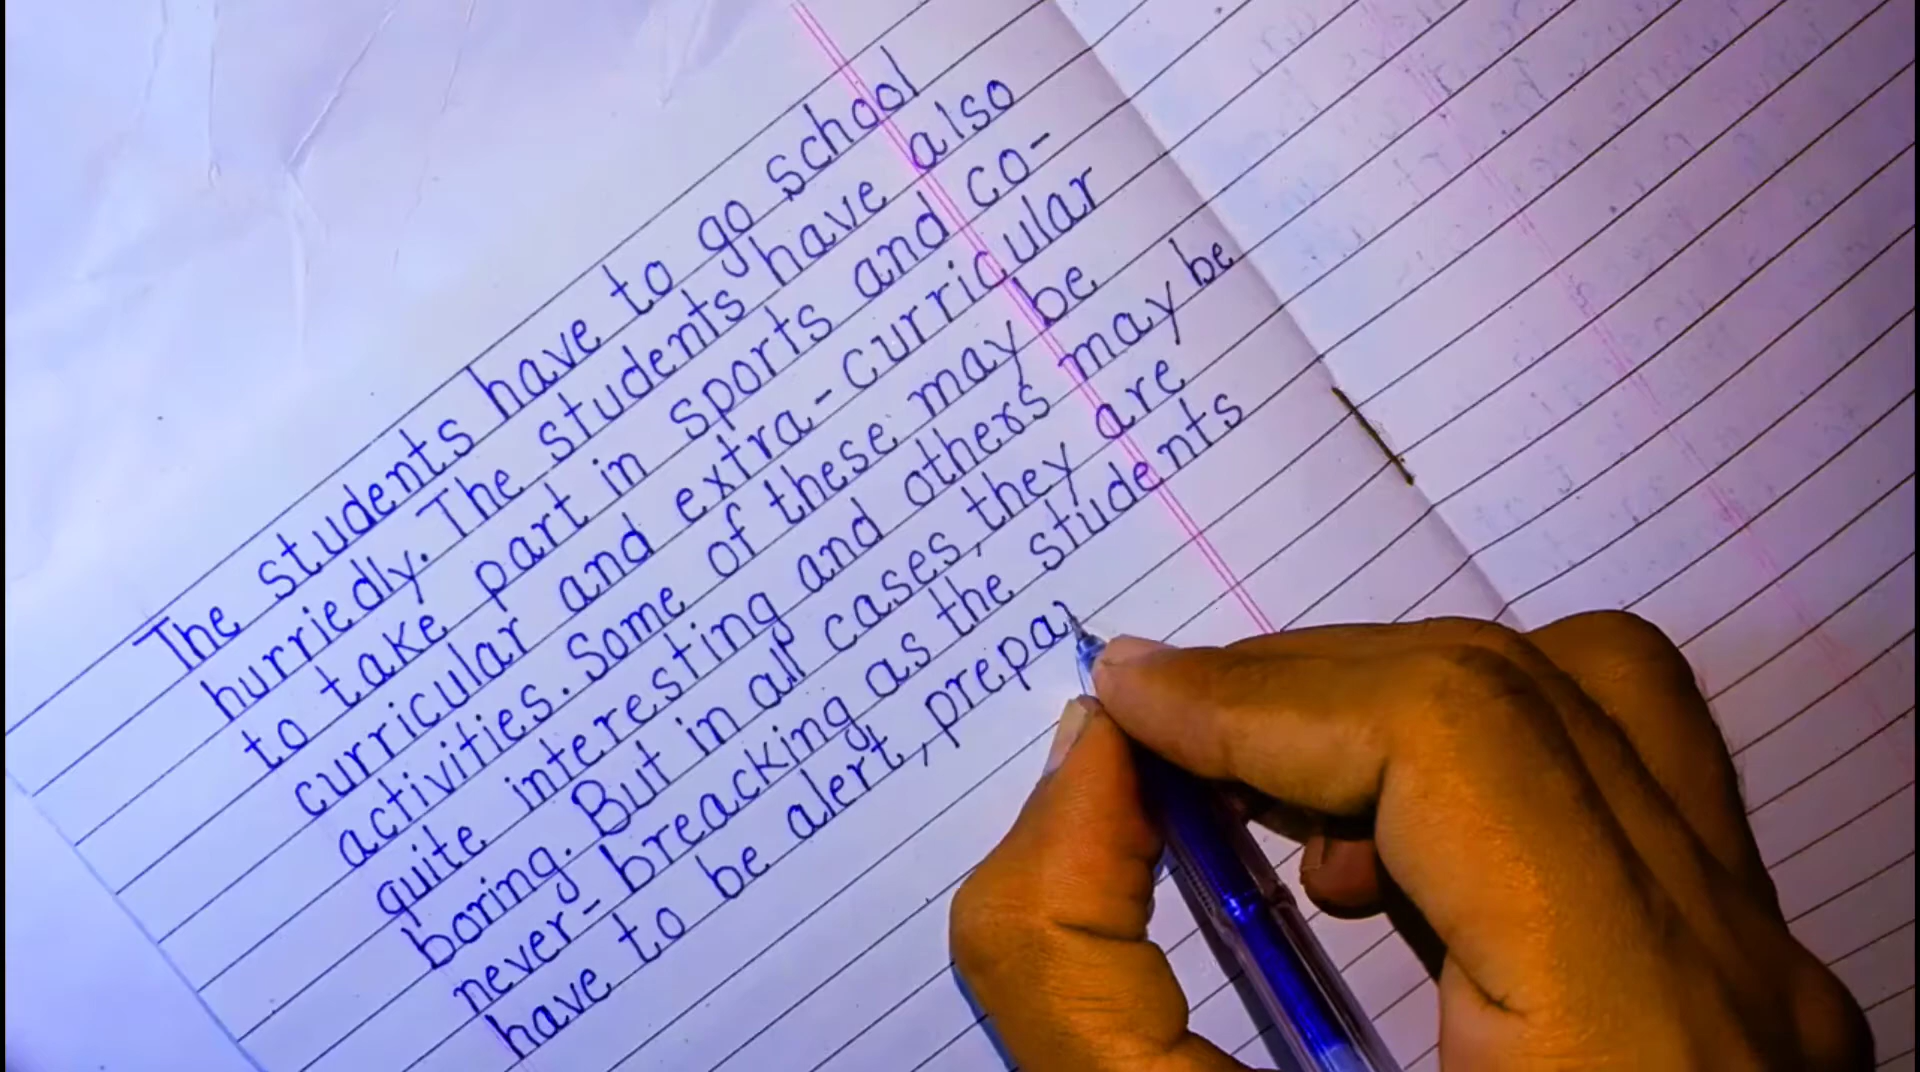 The students have to go school
hurriedly. The students have also
to take part in sports and co-
curricular and extra-curricular
activities. Some of these may be
quite interesting and others may be
boring. But in all cases, they are
never-breacking as the students
have to be alert, prepar